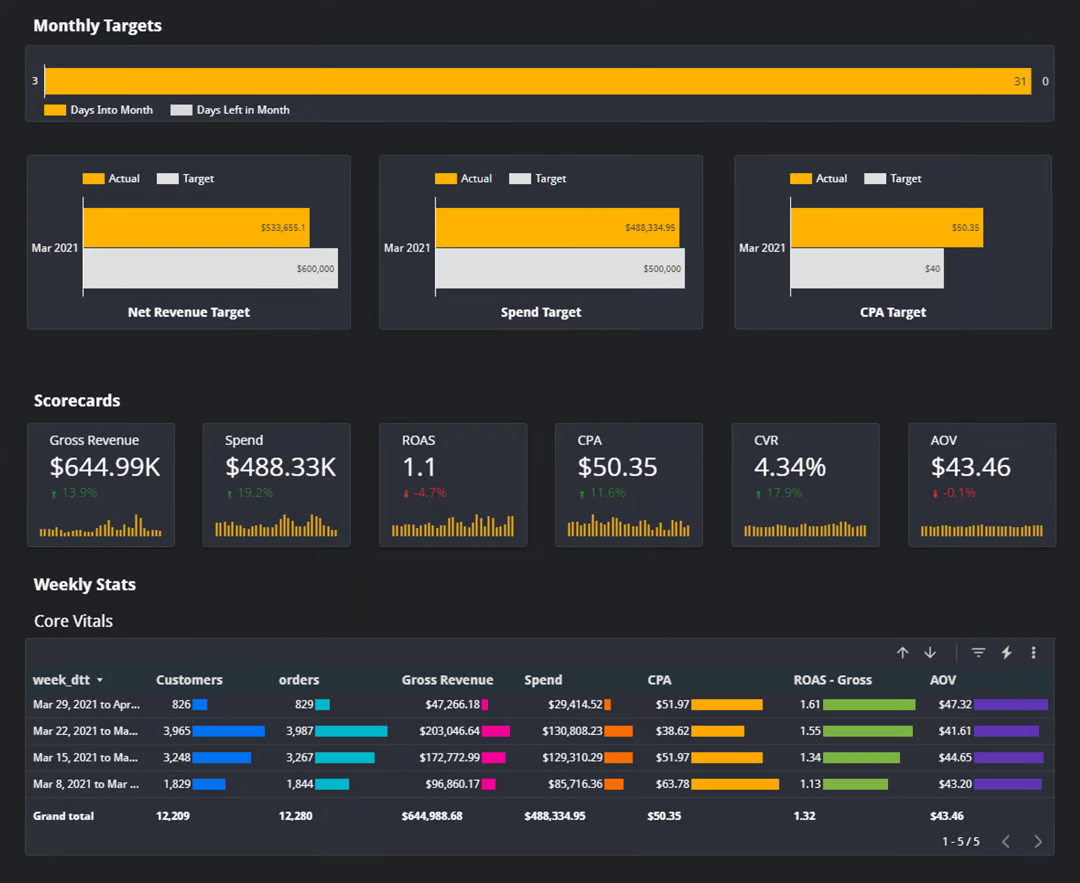 Monthly Targets
3 31 0
Days Into Month Days Left in Month
Actual Target
Mar 2021
$533,655.1
$600,000
Net Revenue Target
Actual Target
Mar 2021
$488,334.95
$500,000
Spend Target
Actual Target
Mar 2021
$50.35
$40
CPA Target
Scorecards
Gross Revenue
$644.99K
13.9%
Spend
$488.33K
19.2%
ROAS
1.1
-4.7%
CPA
$50.35
11.6%
CVR
4.34%
17.9%
AOV
$43.46
-0.1%
Weekly Stats
Core Vitals
week_dtt Customers orders Gross Revenue Spend CPA ROAS - Gross AOV
Mar 29, 2021 to Apr... 826 829 $47,266.18 $29,414.52 $51.97 1.61 $47.32
Mar 22, 2021 to Ma... 3,965 3,987 $203,046.64 $130,808.23 $38.62 1.55 $41.61
Mar 15, 2021 to Ma... 3,248 3,267 $172,772.99 $129,310.29 $51.97 1.34 $44.65
Mar 8, 2021 to Mar ... 1,829 1,844 $96,860.17 $85,716.36 $63.78 1.13 $43.20
Grand total 12,209 12,280 $644,988.68 $488,334.95 $50.35 1.32 $43.46
1 - 5 / 5